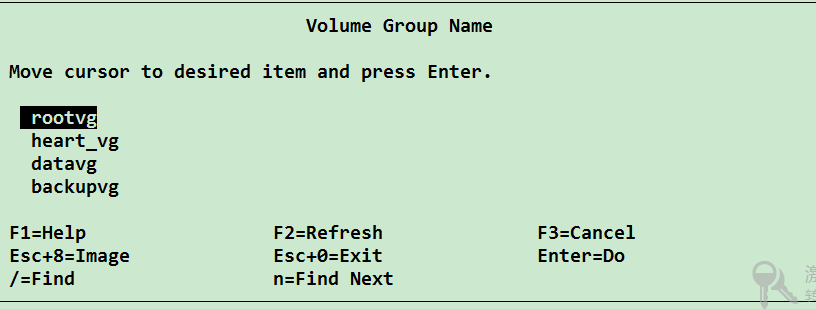 Volume Group Name
Move cursor to desired item and press Enter.
rootvg
heart_vg
datavg
backupvg
F1=Help F2=Refresh F3=Cancel
Esc+8=Image Esc+0=Exit Enter=Do
/=Find n=Find Next